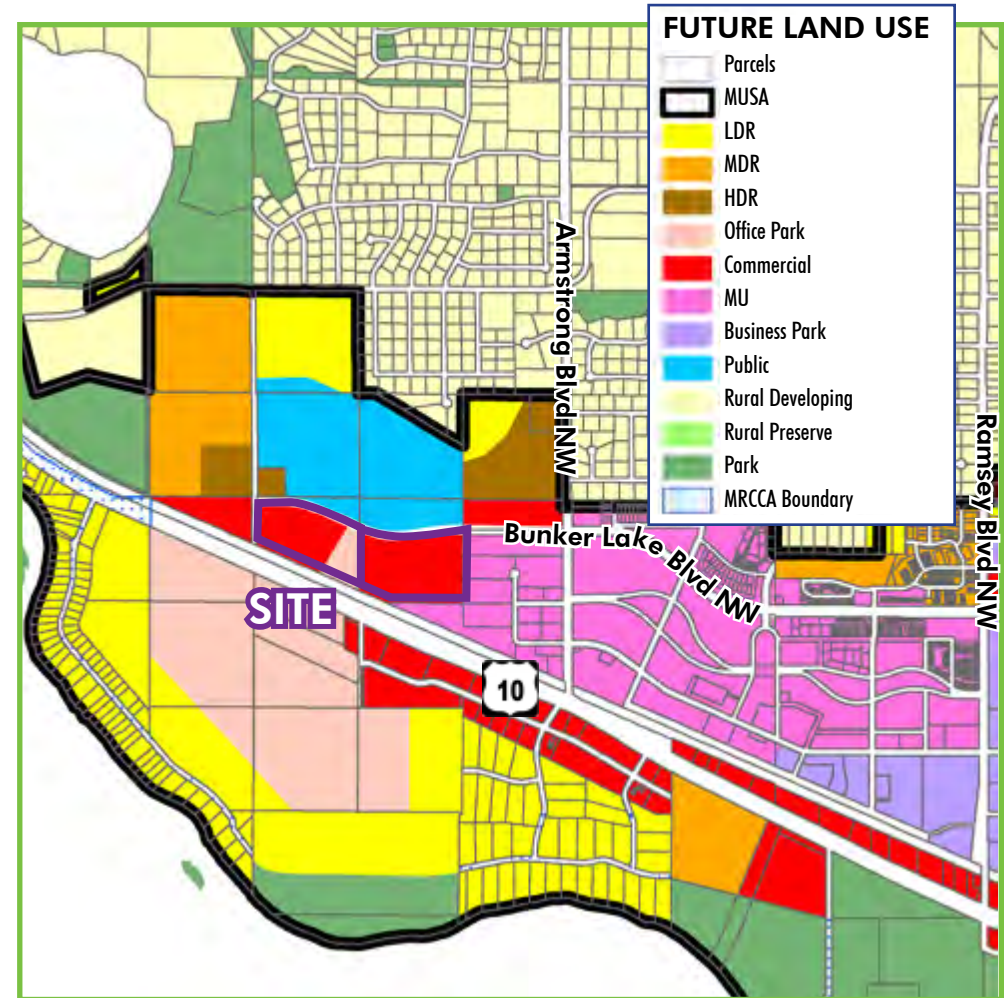 FUTURE LAND USE
Parcels
MUSA
LDR
MDR
HDR
Office Park
Commercial
MU
Business Park
Public
Rural Developing
Rural Preserve
Park
MRCCA Boundary
Armstrong Blvd NW
Ramsey Blvd NW
Bunker Lake Blvd NW
SITE
10